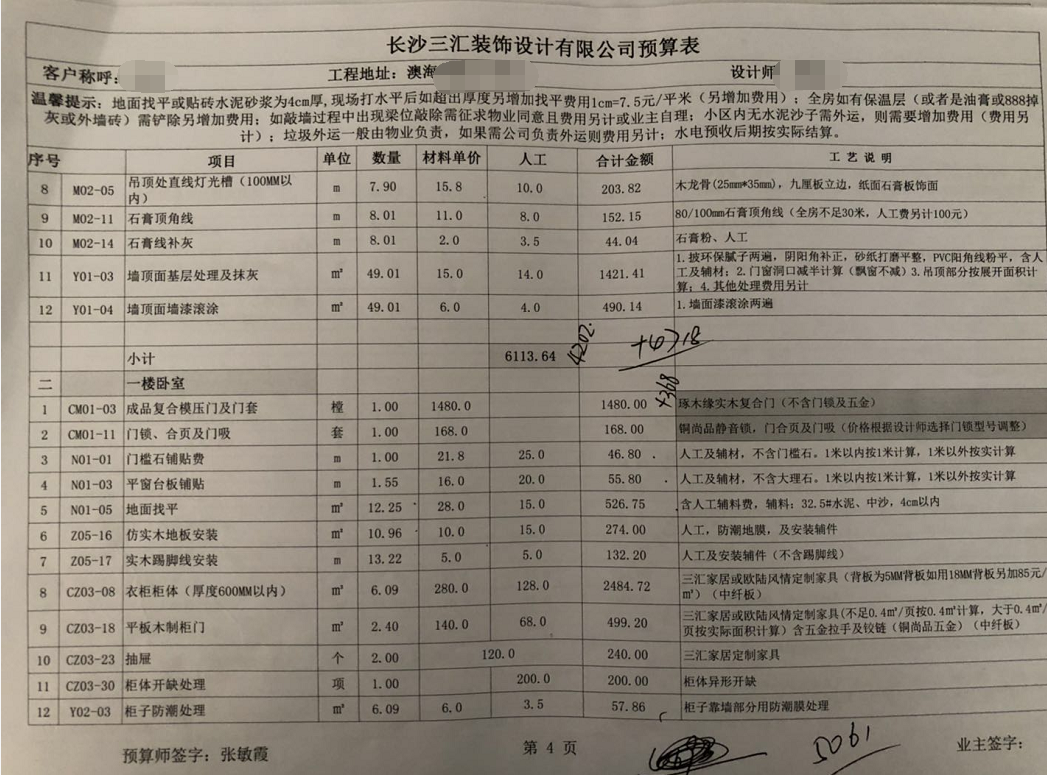 长沙三汇装饰设计有限公司预算表
客户称呼: 工程地址: 澳海 设计师
温馨提示: 地面找平或贴砖水泥砂浆为4cm厚,现场打水平后如超出厚度另增加找平费用1cm=7.5元/平米(另增加费用); 全房如有保温层(或者是油膏或888掉
灰或外墙砖)需铲除另增加费用; 如敲墙过程中出现梁位敲除需征求物业同意且费用另计或业主自理; 小区内无水泥沙子需外运, 则需要增加费用(费用另
计); 垃圾外运一般由物业负责, 如果需公司负责外运则费用另计; 水电预收后期按实际结算。
序号 项目 单位 数量 材料单价 人工 合计金额 工艺说明
8 M02-05 吊顶处直线灯光槽(100MM以内) m 7.90 15.8 10.0 203.82 木龙骨(25mm*35mm), 九厘板立边, 纸面石膏板饰面
9 M02-11 石膏顶角线 m 8.01 11.0 8.0 152.15 80/100mm石膏顶角线(全房不足30米, 人工费另计100元)
10 M02-14 石膏线补灰 m 8.01 2.0 3.5 44.04 石膏粉、人工
11 Y01-03 墙顶面基层处理及抹灰 m² 49.01 15.0 14.0 1421.41 1.披环保腻子两遍, 阴阳角补正, 砂纸打磨平整, PVC阳角线粉平, 含人
工及辅材; 2.门窗洞口减半计算(飘窗不减)3.吊顶部分按展开面积计
算; 4.其他处理费用另计
12 Y01-04 墙顶面墙漆滚涂 m² 49.01 6.0 4.0 490.14 1.墙面漆滚涂两遍
4202.
+6718
小计 6113.64
+368
二 一楼卧室
1 CM01-03 成品复合模压门及门套 樘 1.00 1480.0 1480.00 琢木缘实木复合门(不含门锁及五金)
2 CM01-11 门锁、合页及门吸 套 1.00 168.0 168.00 铜尚品静音锁, 门合页及门吸(价格根据设计师选择门锁型号调整)
3 N01-01 门槛石铺贴费 m 1.00 21.8 25.0 46.80 人工及辅材, 不含门槛石。1米以内按1米计算, 1米以外按实计算
4 N01-03 平窗台板铺贴 m 1.55 16.0 20.0 55.80 人工及辅材, 不含大理石。1米以内按1米计算, 1米以外按实计算
5 N01-05 地面找平 m² 12.25 28.0 15.0 526.75 含人工辅料费, 辅料: 32.5#水泥、中沙, 4cm以内
6 Z05-16 仿实木地板安装 m² 10.96 10.0 15.0 274.00 人工, 防潮地膜, 及安装辅件
7 Z05-17 实木踢脚线安装 m 13.22 5.0 5.0 132.20 人工及安装辅件(不含踢脚线)
8 CZ03-08 衣柜柜体(厚度600MM以内) m² 6.09 280.0 128.0 2484.72 三汇家居或欧陆风情定制家具(背板为5MM背板如用18MM背板另加85元/
m²)(中纤板)
9 CZ03-18 平板木制柜门 m² 2.40 140.0 68.0 499.20 三汇家居或欧陆风情定制家具(不足0.4㎡/页按0.4㎡计算, 大于0.4㎡/
页按实际面积计算)含五金拉手及铰链(铜尚品五金)(中纤板)
10 CZ03-23 抽屉 个 2.00 120.0 240.00 三汇家居定制家具
11 CZ03-30 柜体开缺处理 项 1.00 200.0 200.00 柜体异形开缺
12 Y02-03 柜子防潮处理 m² 6.09 6.0 3.5 57.86 柜子靠墙部分用防潮膜处理
预算师签字: 张敏霞 第 4 页 5061 业主签字: